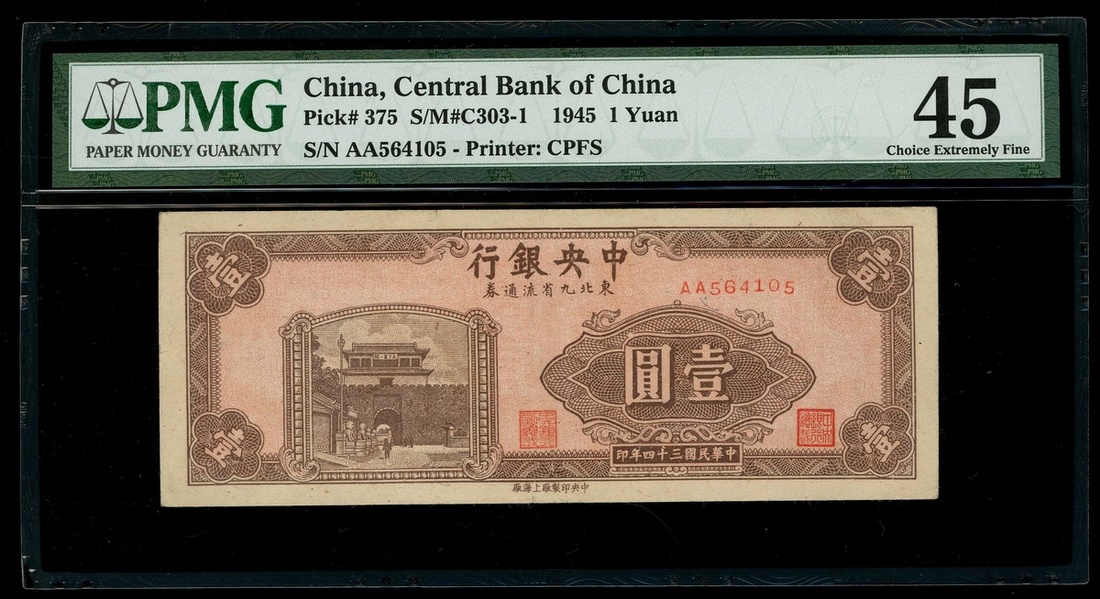 PMG
PAPER MONEY GUARANTY
China, Central Bank of China
Pick# 375 S/M#C303-1 1945 1 Yuan
S/N AA564105 - Printer: CPFS
45
Choice Extremely Fine
行銀央中
券通流省九北東
AA564105
壹
壹
圓壹
印年四十三國民華中
壹
壹
廠海上廠製印央中